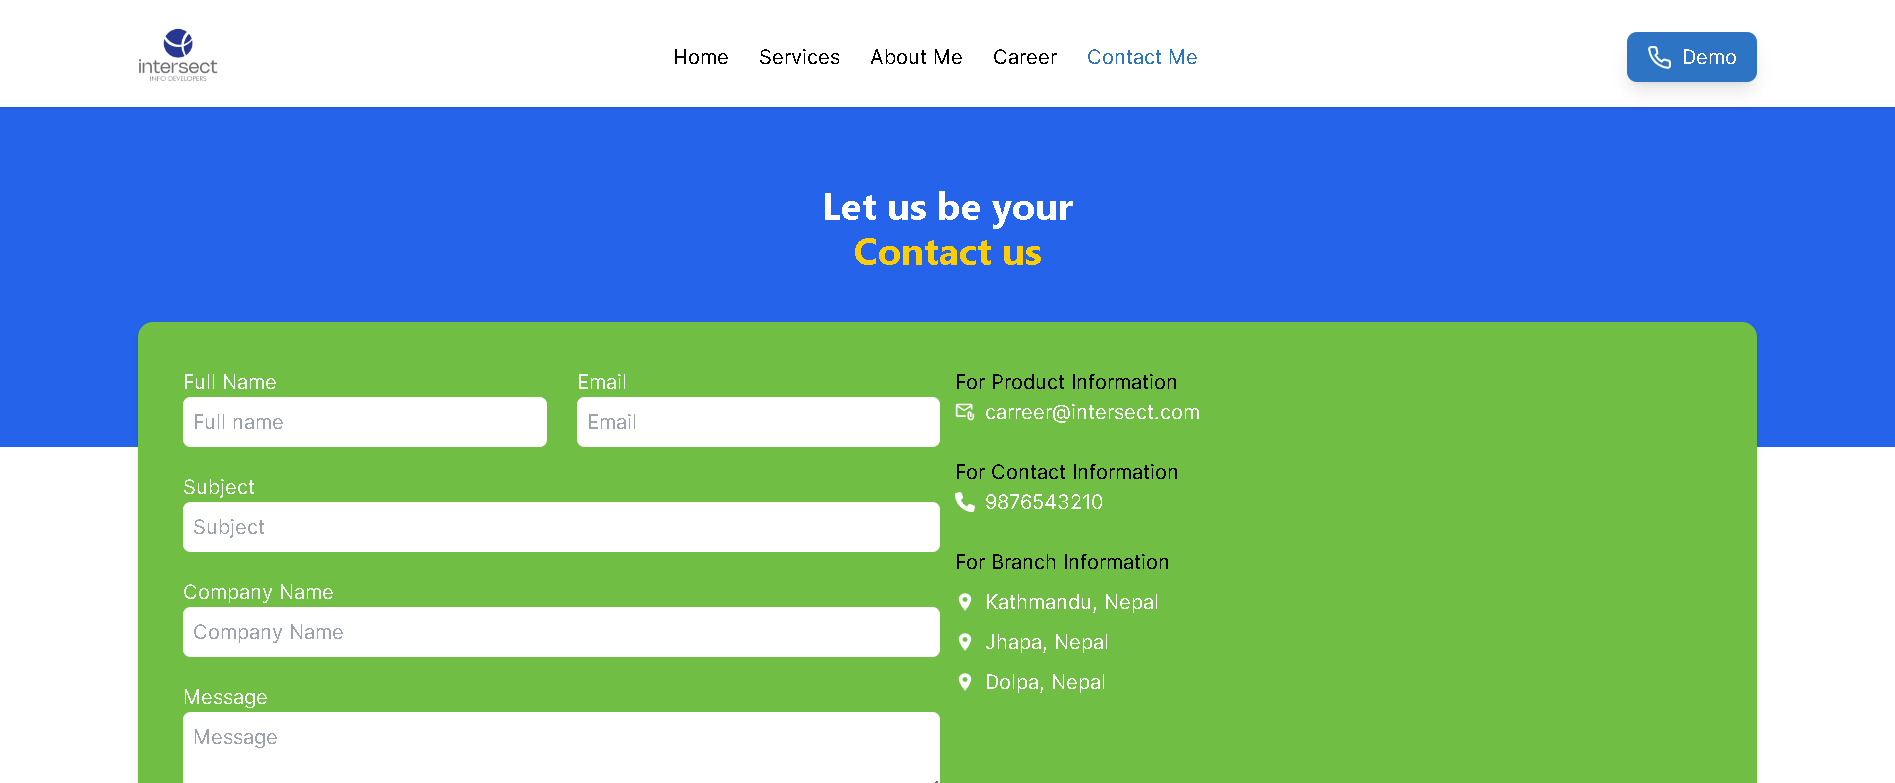 intersect
INFO DEVELOPERS
Home Services About Me Career Contact Me
Demo
Let us be your
Contact us
Full Name
Full name
Email
Email
Subject
Subject
Company Name
Company Name
Message
Message
For Product Information
carreer@intersect.com
For Contact Information
9876543210
For Branch Information
Kathmandu, Nepal
Jhapa, Nepal
Dolpa, Nepal